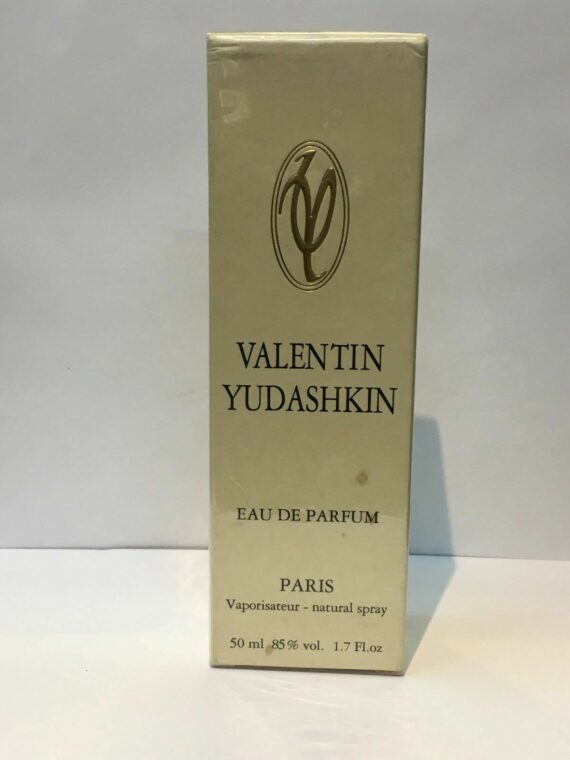 VALENTIN
YUDASHKIN
EAU DE PARFUM
PARIS
Vaporisateur - natural spray
50 ml 85% vol. 1.7 Fl.oz